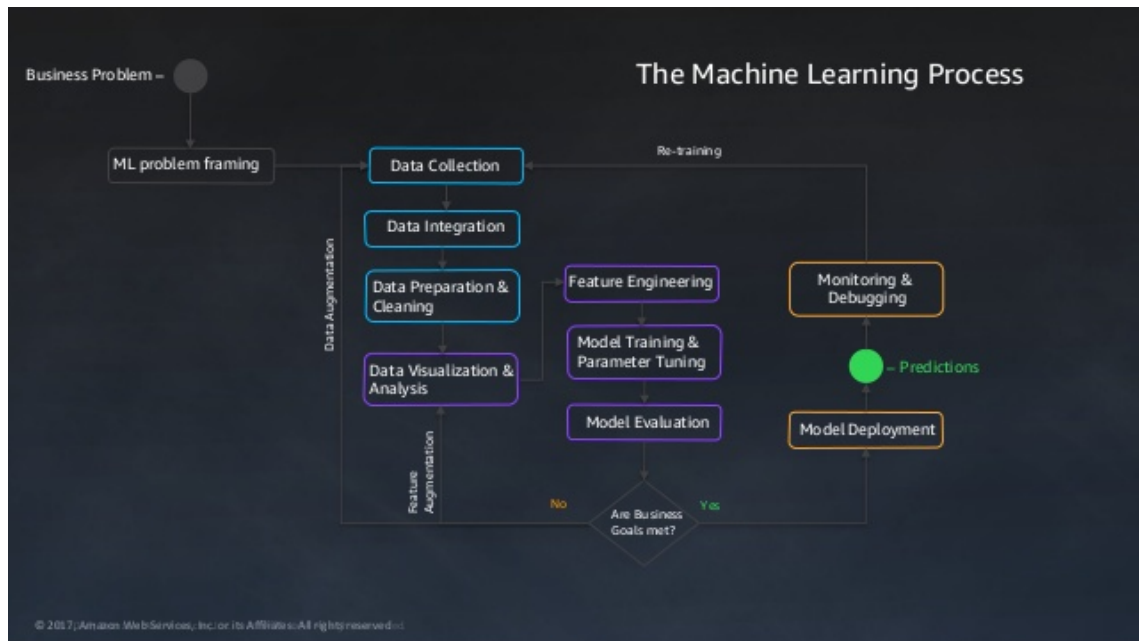 Business Problem –
The Machine Learning Process
ML problem framing
Data Collection
Re-training
Data Integration
Data Augmentation
Data Preparation &
Cleaning
Feature Engineering
Monitoring &
Debugging
Model Training &
Parameter Tuning
Data Visualization &
Analysis
– Predictions
Model Evaluation
Model Deployment
Feature
Augmentation
No
Are Business
Goals met?
Yes
© 2017, Amazon Web Services, Inc. or its Affiliates. All rights reserved.